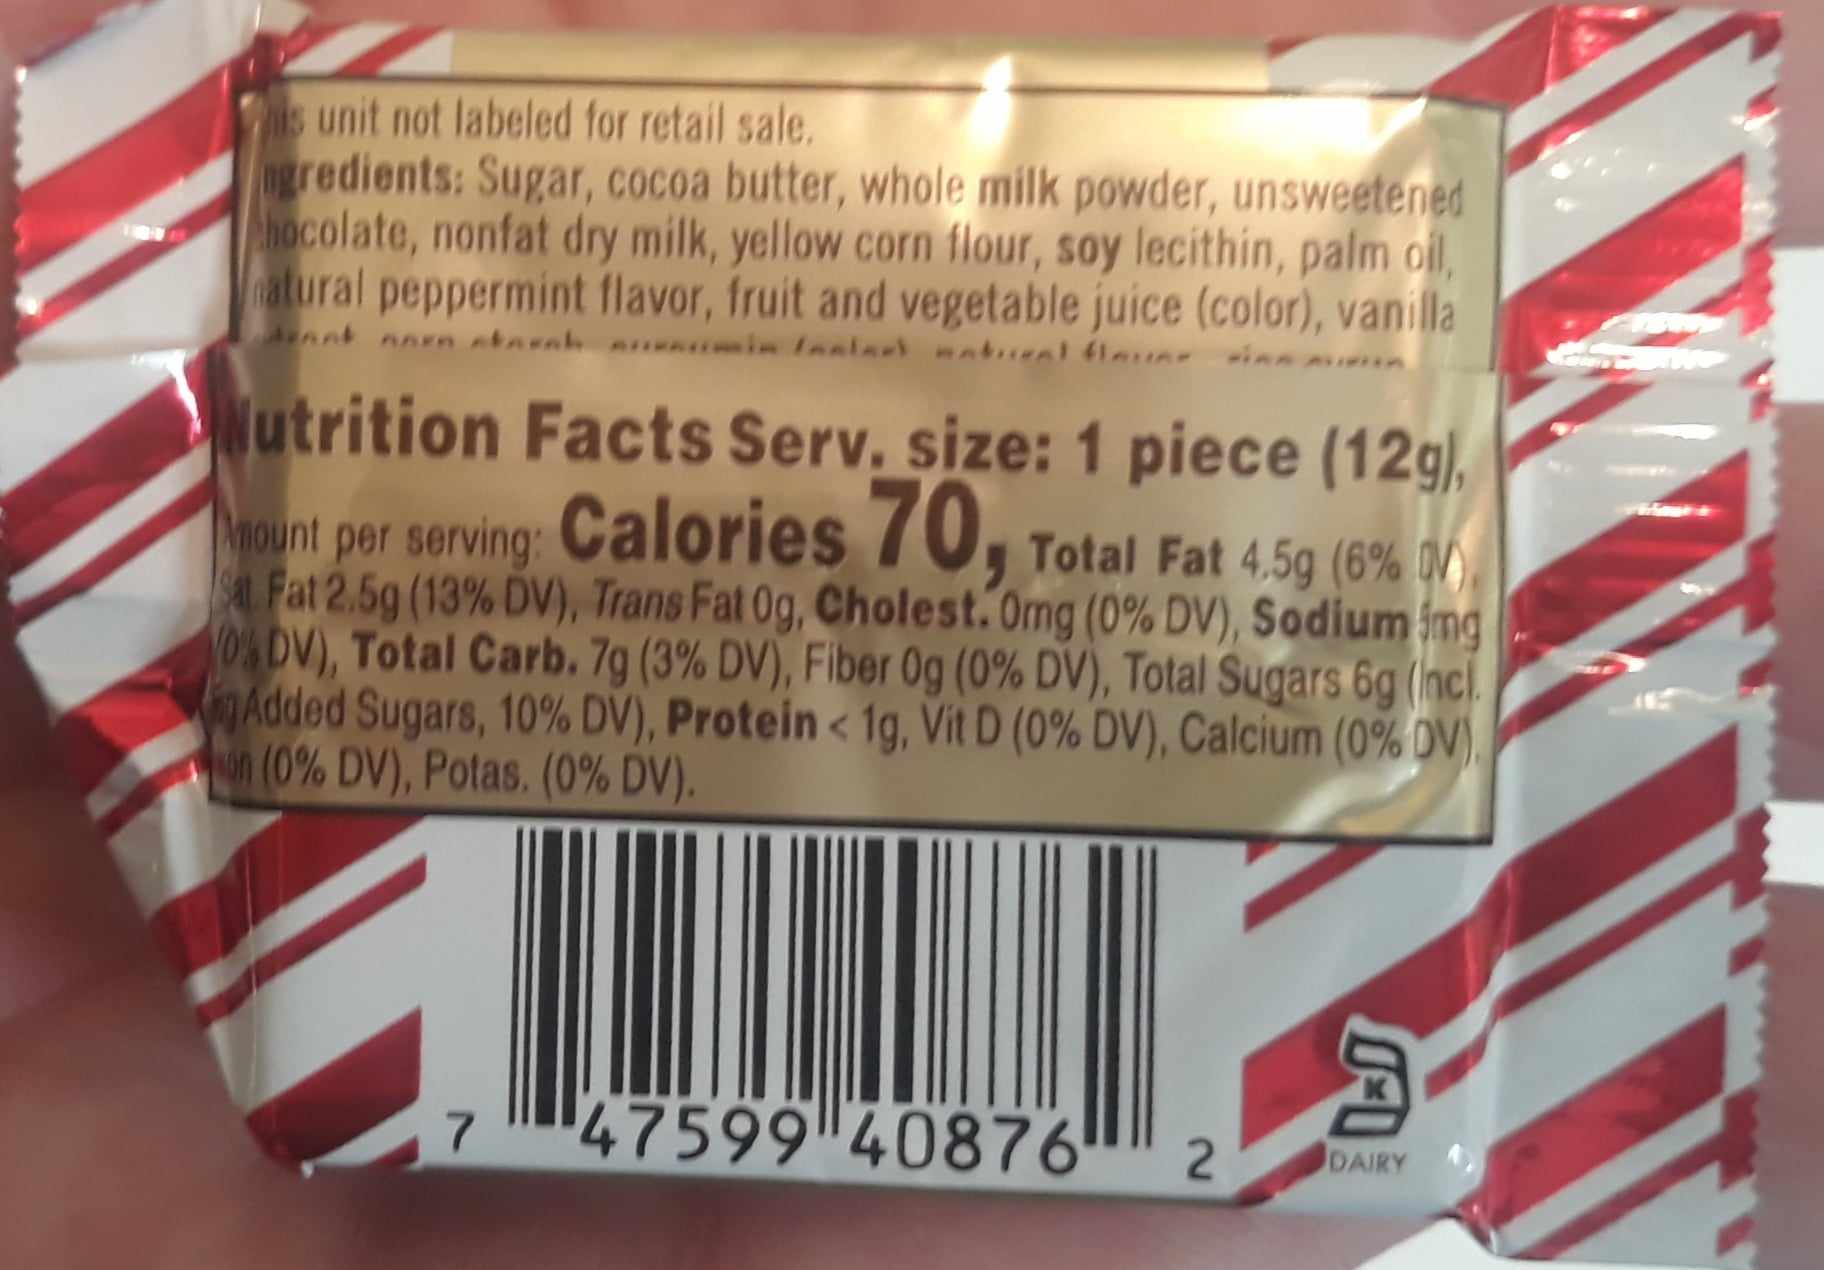 unit not labeled for retail sale.
Ingredients: Sugar, cocoa butter, whole milk powder, unsweetened
chocolate, nonfat dry milk, yellow corn flour, soy lecithin, palm oil,
natural peppermint flavor, fruit and vegetable juice (color), vanilla
Nutrition Facts Serv. size: 1 piece (12g),
Amount per serving: Calories 70, Total Fat 4.5g (6% DV),
Sat. Fat 2.5g (13% DV), Trans Fat 0g, Cholest. 0mg (0% DV), Sodium
(0% DV), Total Carb. 7g (3% DV), Fiber 0g (0% DV), Total Sugars 6g (Incl.
Added Sugars, 10% DV), Protein < 1g, Vit D (0% DV), Calcium (0% DV),
(0% DV), Potas. (0% DV).
7 47599 40876 2
K
DAIRY